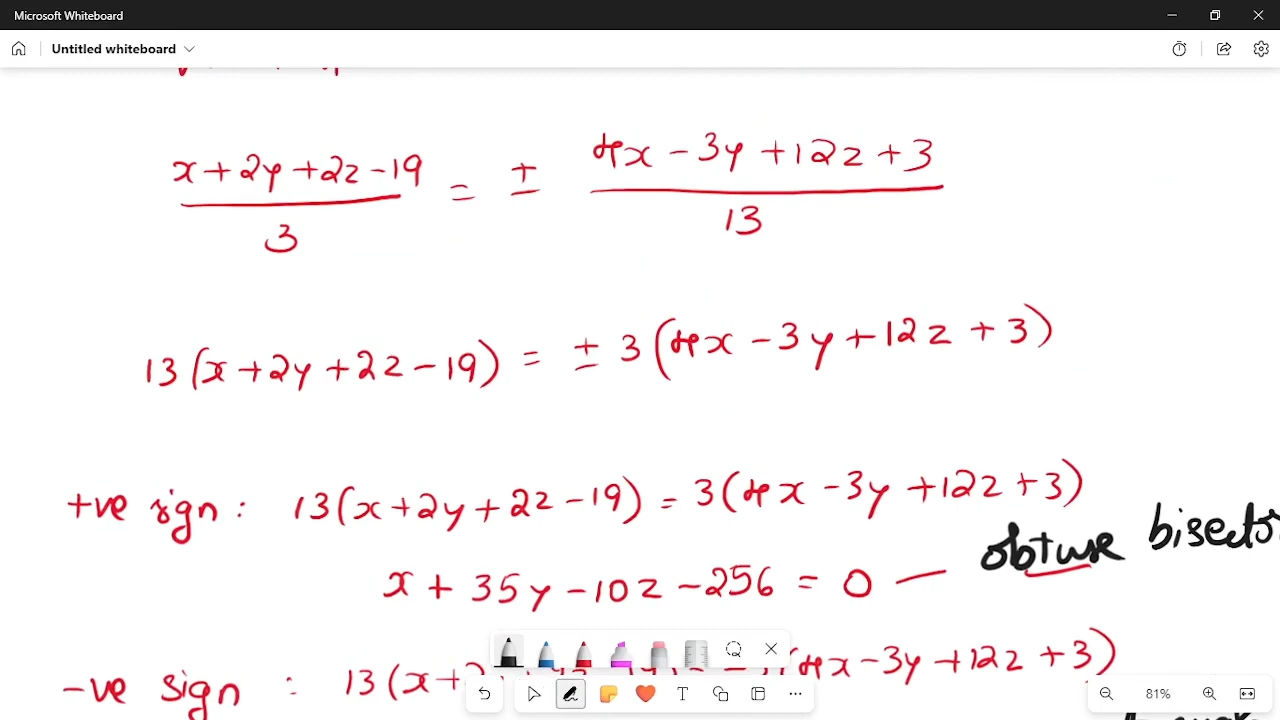 Microsoft Whiteboard
Untitled whiteboard
x + 2y + 2z - 19 / 3 = ± 4x - 3y + 12z + 3 / 13
13(x + 2y + 2z - 19) = ± 3(4x - 3y + 12z + 3)
+ve sign : 13(x + 2y + 2z - 19) = 3(4x - 3y + 12z + 3)
obtuse bisector
x + 35y - 10z - 256 = 0 —
-ve sign : 13(x + 2 (4x - 3y + 12z + 3)
81%